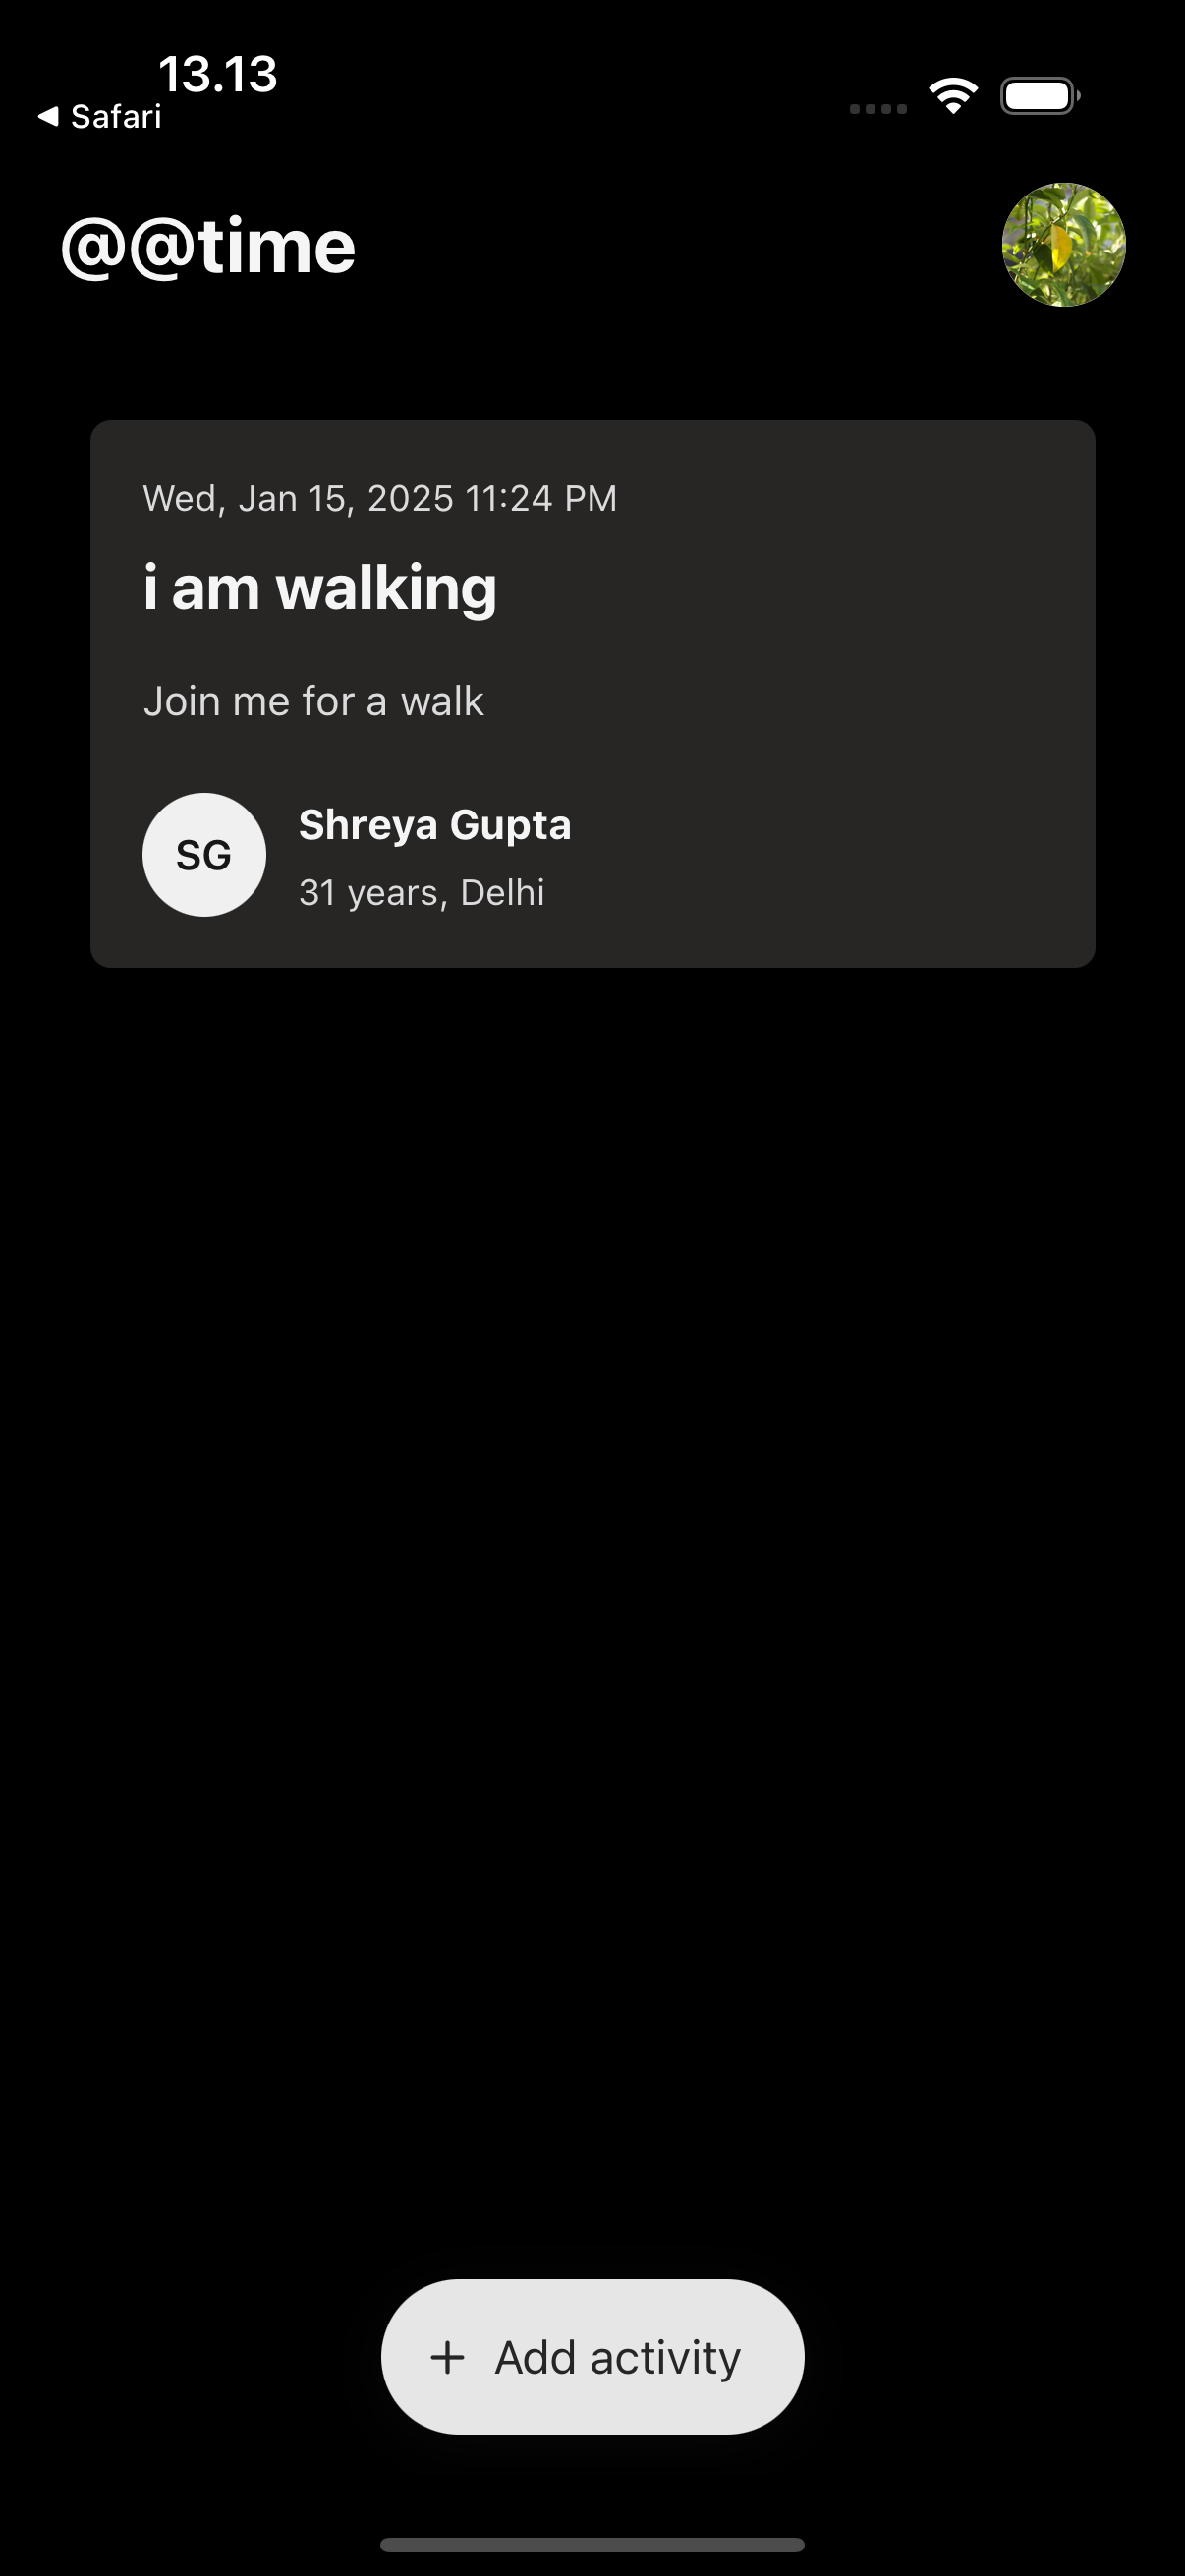 13.13
Safari
@@time
Wed, Jan 15, 2025 11:24 PM
i am walking
Join me for a walk
SG
Shreya Gupta
31 years, Delhi
+ Add activity